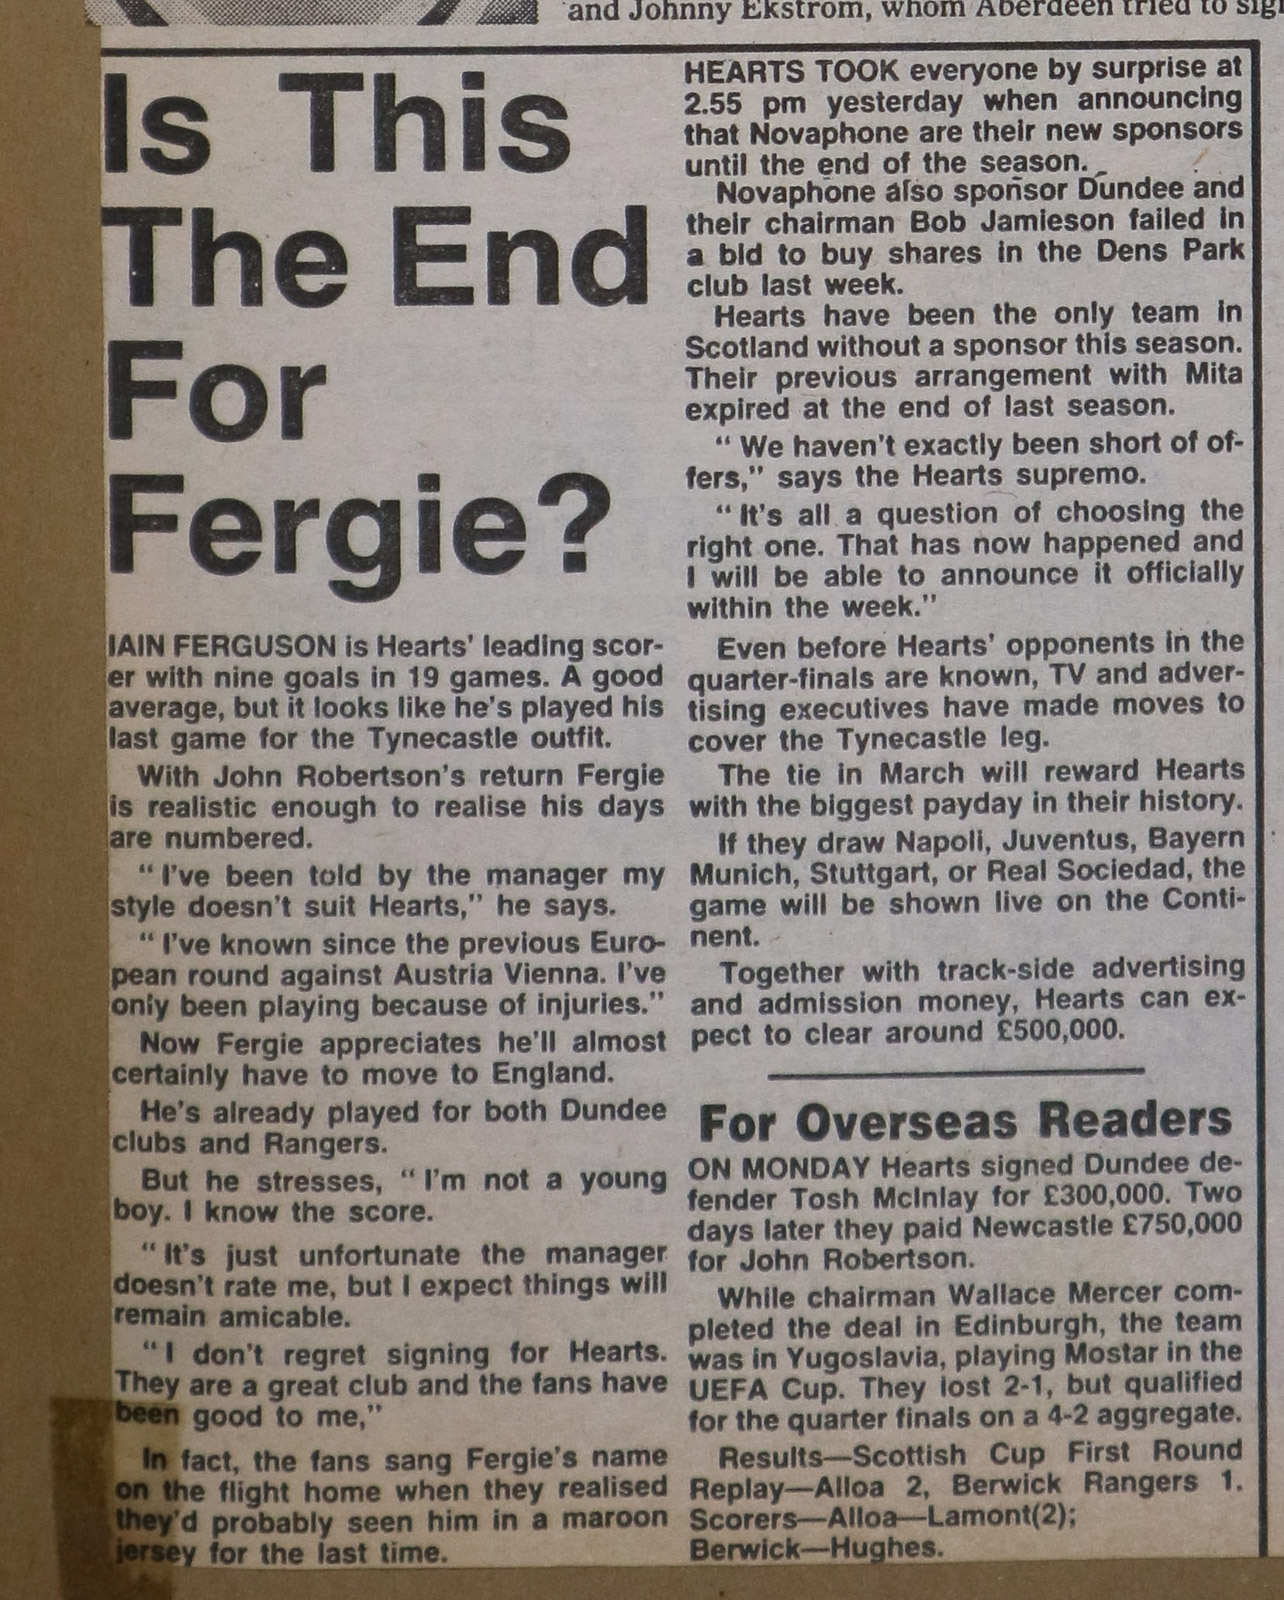 and Johnny Ekstrom, whom Aberdeen tried to sig
Is This
The End
For
Fergie?
IAIN FERGUSON is Hearts' leading scor-
er with nine goals in 19 games. A good
average, but it looks like he's played his
last game for the Tynecastle outfit.
With John Robertson's return Fergie
is realistic enough to realise his days
are numbered.
"I've been told by the manager my
style doesn't suit Hearts," he says.
"I've known since the previous Euro-
pean round against Austria Vienna. I've
only been playing because of injuries."
Now Fergie appreciates he'll almost
certainly have to move to England.
He's already played for both Dundee
clubs and Rangers.
But he stresses, "I'm not a young
boy. I know the score.
"It's just unfortunate the manager
doesn't rate me, but I expect things will
remain amicable.
"I don't regret signing for Hearts.
They are a great club and the fans have
been good to me,"
In fact, the fans sang Fergie's name
on the flight home when they realised
they'd probably seen him in a maroon
jersey for the last time.
HEARTS TOOK everyone by surprise at
2.55 pm yesterday when announcing
that Novaphone are their new sponsors
until the end of the season.
Novaphone also sponsor Dundee and
their chairman Bob Jamieson failed in
a bid to buy shares in the Dens Park
club last week.
Hearts have been the only team in
Scotland without a sponsor this season.
Their previous arrangement with Mita
expired at the end of last season.
"We haven't exactly been short of of-
fers," says the Hearts supremo.
"It's all a question of choosing the
right one. That has now happened and
I will be able to announce it officially
within the week."
Even before Hearts' opponents in the
quarter-finals are known, TV and adver-
tising executives have made moves to
cover the Tynecastle leg.
The tie in March will reward Hearts
with the biggest payday in their history.
If they draw Napoli, Juventus, Bayern
Munich, Stuttgart, or Real Sociedad, the
game will be shown live on the Conti-
nent.
Together with track-side advertising
and admission money, Hearts can ex-
pect to clear around £500,000.
For Overseas Readers
ON MONDAY Hearts signed Dundee de-
fender Tosh McInlay for £300,000. Two
days later they paid Newcastle £750,000
for John Robertson.
While chairman Wallace Mercer com-
pleted the deal in Edinburgh, the team
was in Yugoslavia, playing Mostar in the
UEFA Cup. They lost 2-1, but qualified
for the quarter finals on a 4-2 aggregate.
Results—Scottish Cup First Round
Replay—Alloa 2, Berwick Rangers 1.
Scorers—Alloa—Lamont(2);
Berwick—Hughes.